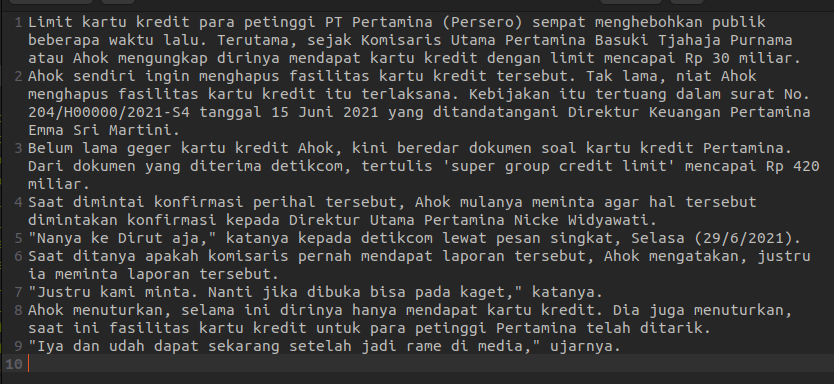 1 Limit kartu kredit para petinggi PT Pertamina (Persero) sempat menghebohkan publik
beberapa waktu lalu. Terutama, sejak Komisaris Utama Pertamina Basuki Tjahaja Purnama
atau Ahok mengungkap dirinya mendapat kartu kredit dengan limit mencapai Rp 30 miliar.
2 Ahok sendiri ingin menghapus fasilitas kartu kredit tersebut. Tak lama, niat Ahok
menghapus fasilitas kartu kredit itu terlaksana. Kebijakan itu tertuang dalam surat No.
204/H00000/2021-S4 tanggal 15 Juni 2021 yang ditandatangani Direktur Keuangan Pertamina
Emma Sri Martini.
3 Belum lama geger kartu kredit Ahok, kini beredar dokumen soal kartu kredit Pertamina.
Dari dokumen yang diterima detikcom, tertulis 'super group credit limit' mencapai Rp 420
miliar.
4 Saat dimintai konfirmasi perihal tersebut, Ahok mulanya meminta agar hal tersebut
dimintakan konfirmasi kepada Direktur Utama Pertamina Nicke Widyawati.
5 "Nanya ke Dirut aja," katanya kepada detikcom lewat pesan singkat, Selasa (29/6/2021).
6 Saat ditanya apakah komisaris pernah mendapat laporan tersebut, Ahok mengatakan, justru
ia meminta laporan tersebut.
7 "Justru kami minta. Nanti jika dibuka bisa pada kaget," katanya.
8 Ahok menuturkan, selama ini dirinya hanya mendapat kartu kredit. Dia juga menuturkan,
saat ini fasilitas kartu kredit untuk para petinggi Pertamina telah ditarik.
9 "Iya dan udah dapat sekarang setelah jadi rame di media," ujarnya.
10